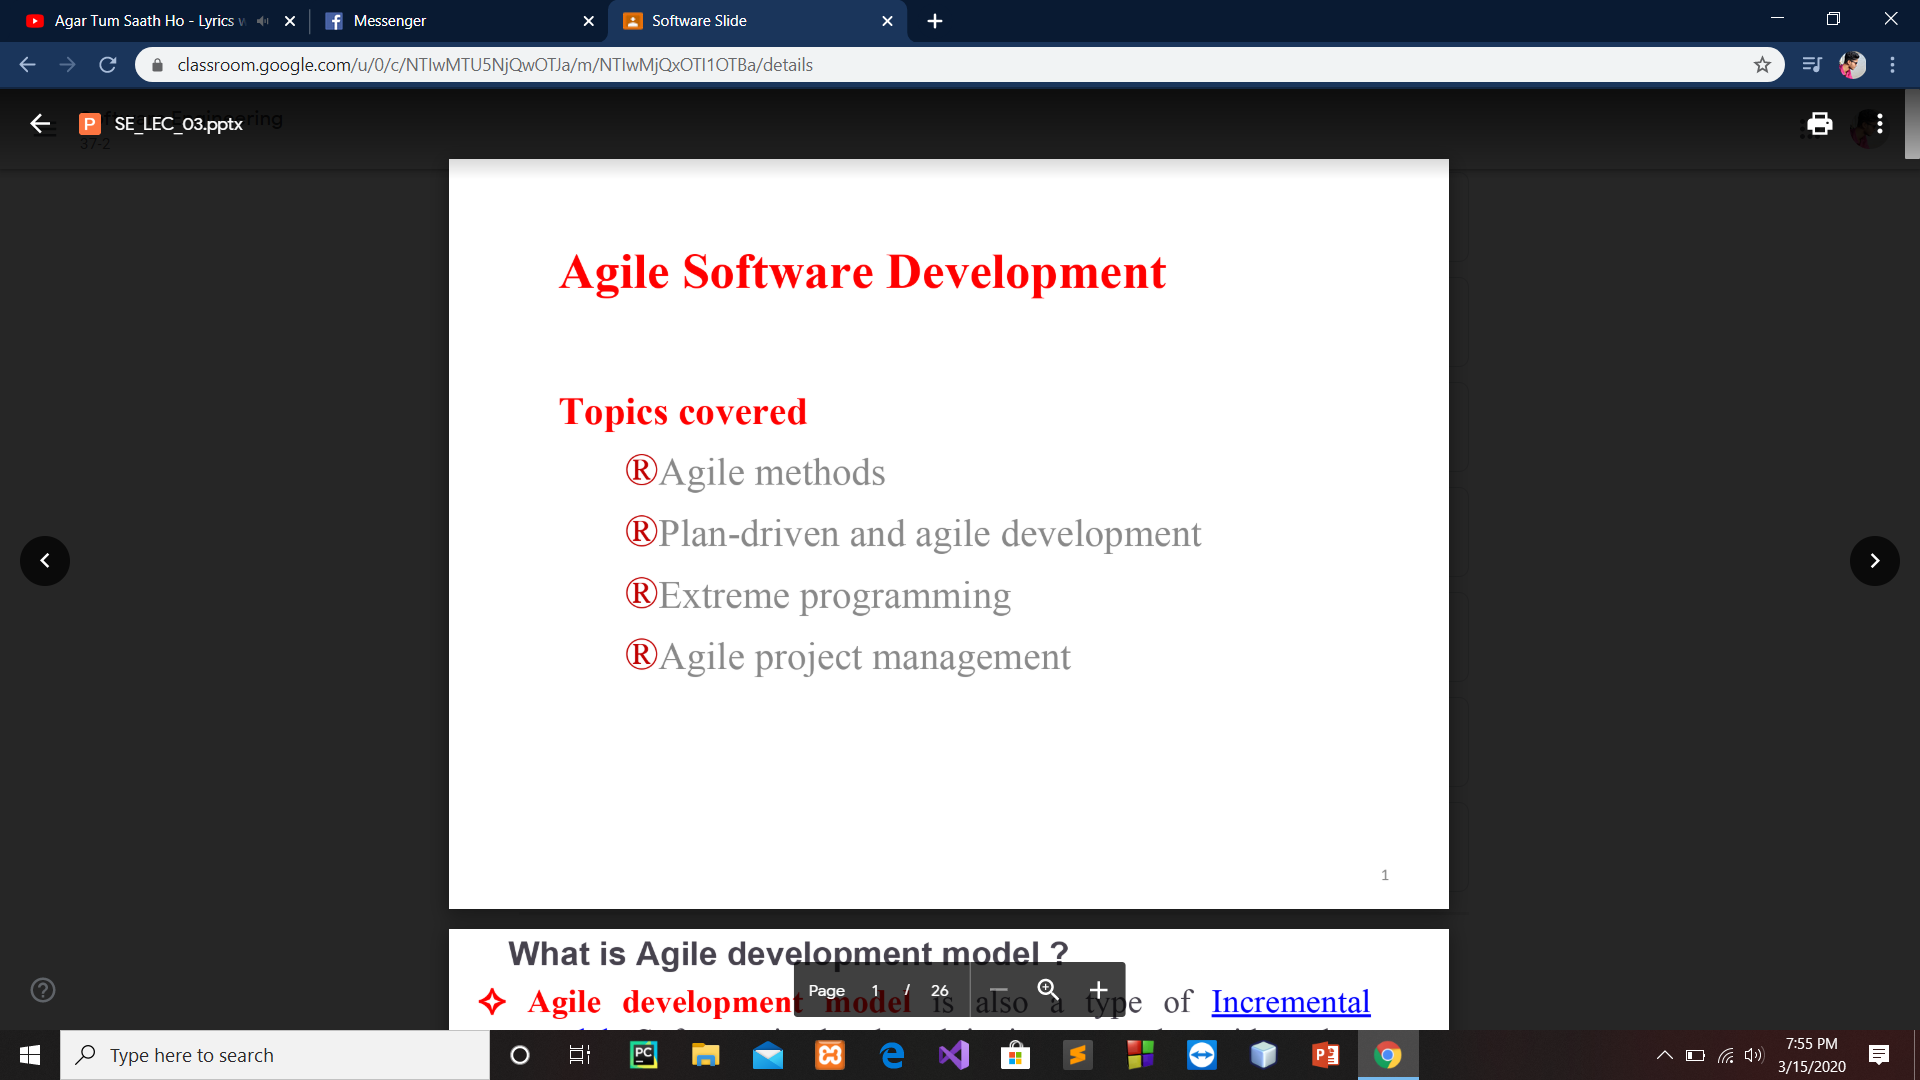 Agar Tum Saath Ho - Lyrics w
Messenger
Software Slide
classroom.google.com/u/0/c/NTIwMTU5NjQwOTJa/m/NTIwMjQxOTI1OTBa/details
P SE_LEC_03.pptx
37-2
Agile Software Development
Topics covered
®Agile methods
®Plan-driven and agile development
®Extreme programming
®Agile project management
1
What is Agile development model ?
Agile development model is also a type of Incremental
Page 1 / 26
Type here to search
7:55 PM
3/15/2020